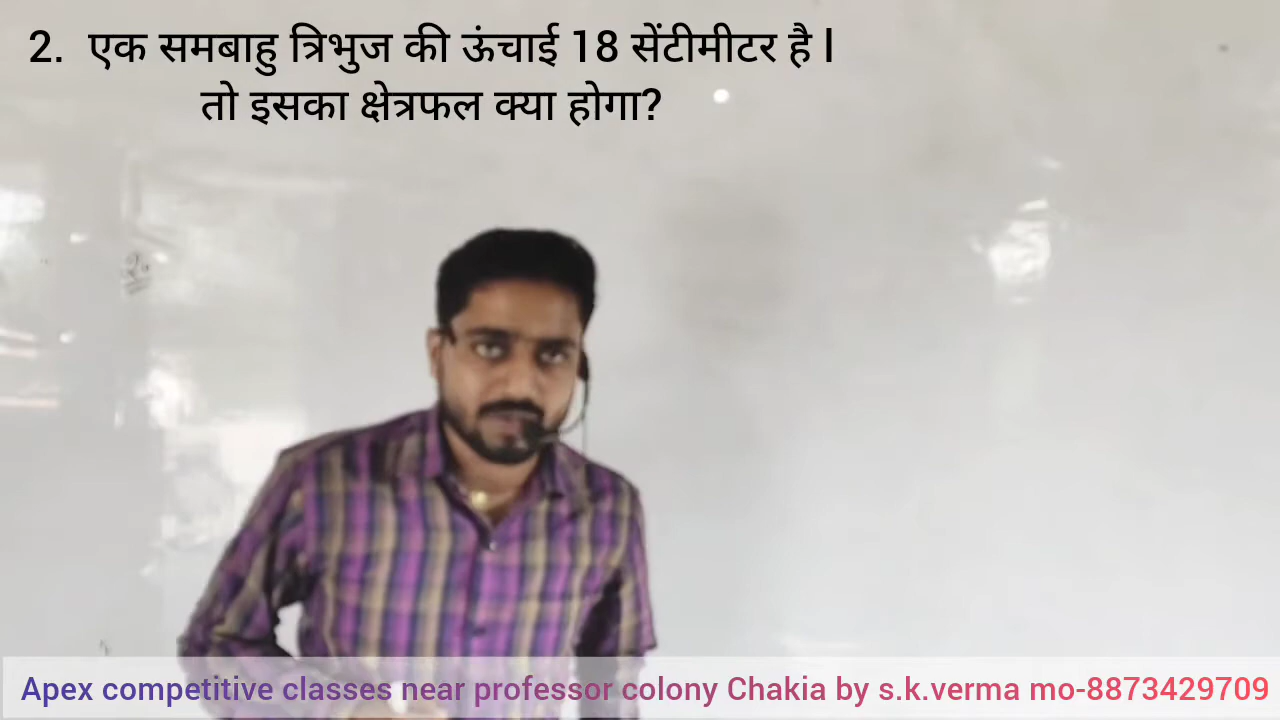 2. एक समबाहु त्रिभुज की ऊंचाई 18 सेंटीमीटर है l
तो इसका क्षेत्रफल क्या होगा?
Apex competitive classes near professor colony Chakia by s.k.verma mo-8873429709